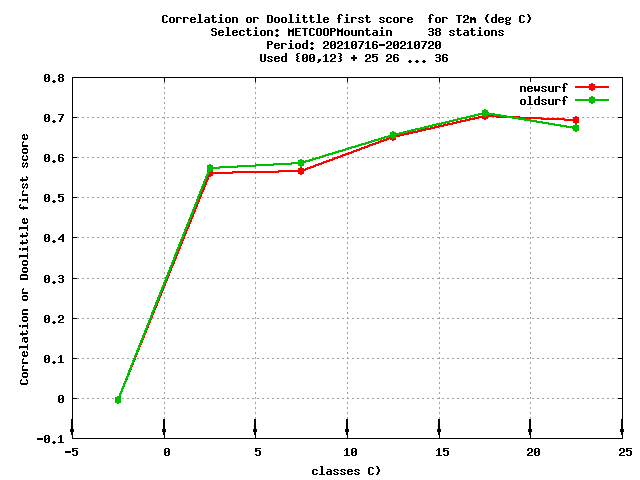 Correlation or Doolittle first score  for T2m (deg C)
Selection: METCOOPMountain     38 stations
Period: 20210716-20210720
Used {00,12} + 25 26 ... 36
newsurf
oldsurf
Correlation or Doolittle first score
0.8
0.7
0.6
0.5
0.4
0.3
0.2
0.1
0
-0.1
-5 0 5 10 15 20 25
classes C)